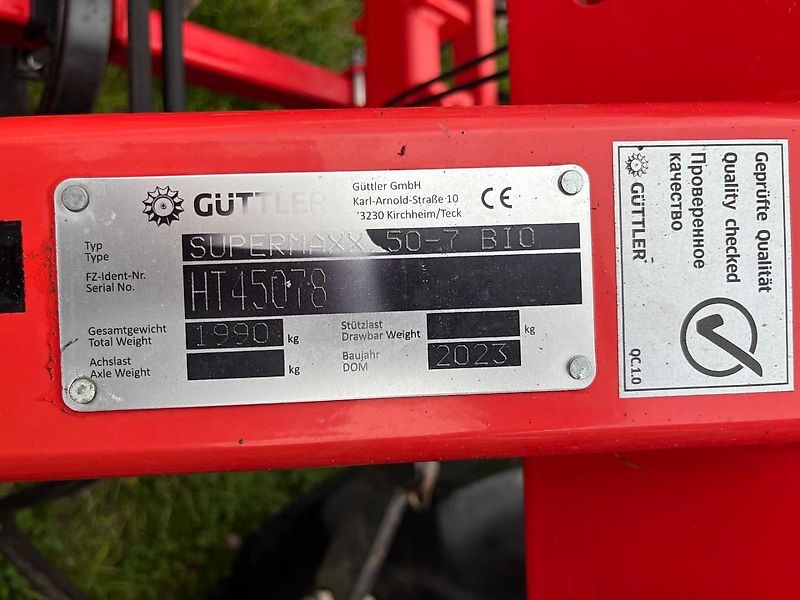 GÜTTLER
Güttler GmbH
Karl-Arnold-Straße 10
73230 Kirchheim/Teck
CE
Typ
Type
SUPERMAXX 50-7 BIO
FZ-Ident-Nr.
Serial No.
HT45078
Gesamtgewicht
Total Weight
1990 kg
Stützlast
Drawbar Weight
kg
Achslast
Axle Weight
kg
Baujahr
DOM
2023
GÜTTLER
Geprüfte Qualität
Quality checked
Проверенное
качество
QC.1.0